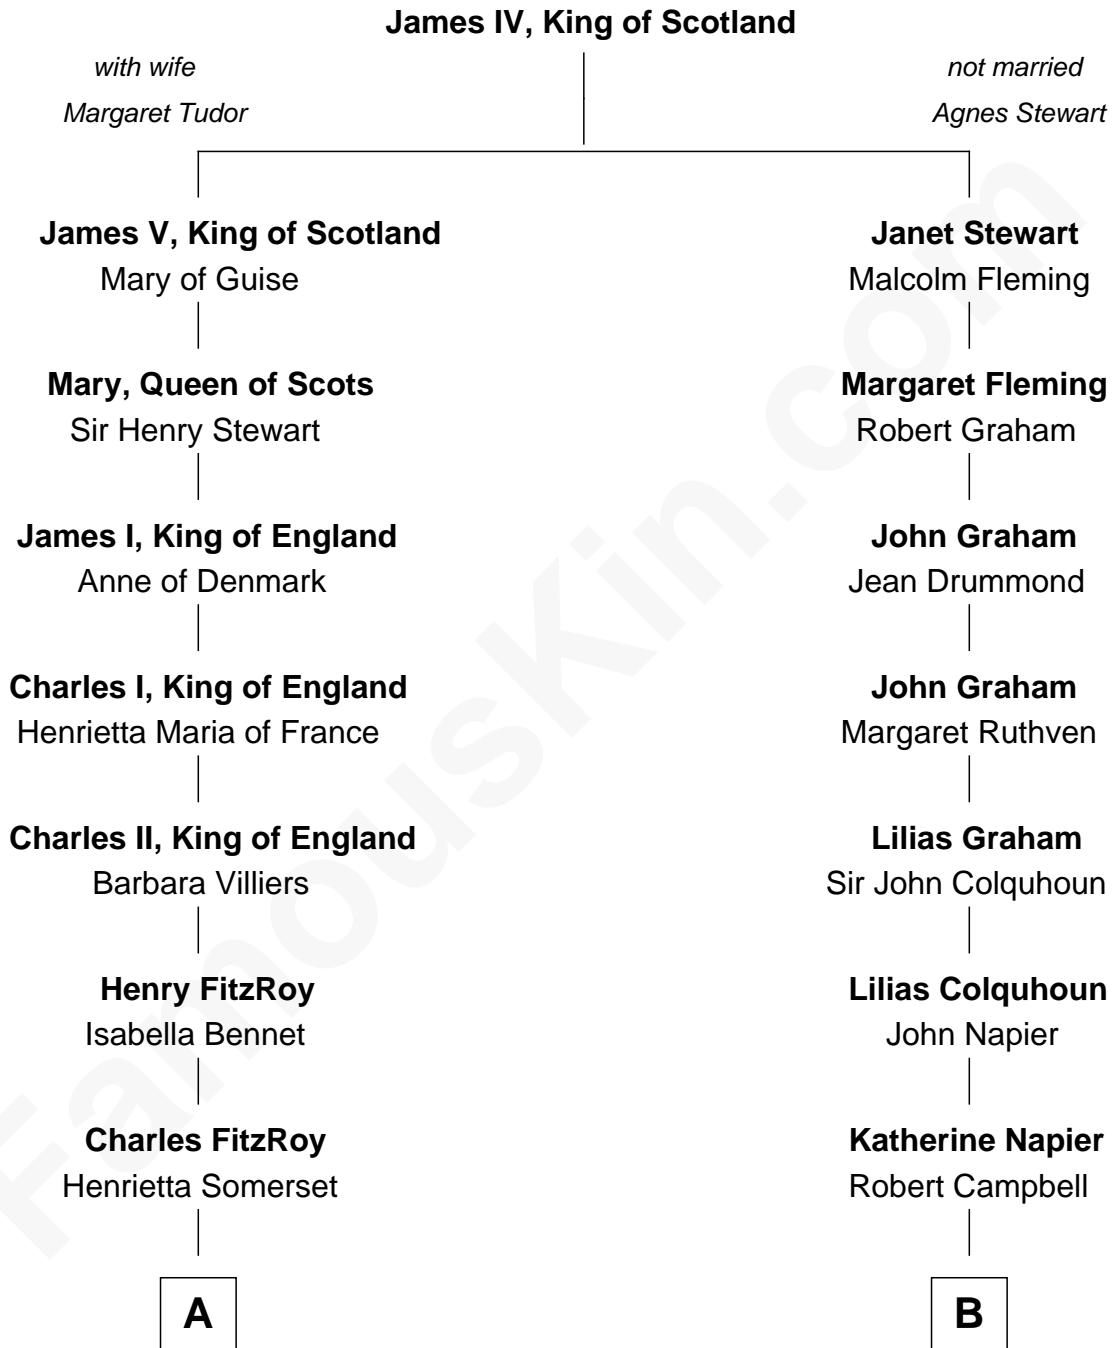 James IV, King of Scotland
with wife
Margaret Tudor
not married
Agnes Stewart
James V, King of Scotland
Mary of Guise
Janet Stewart
Malcolm Fleming
Mary, Queen of Scots
Sir Henry Stewart
Margaret Fleming
Robert Graham
James I, King of England
Anne of Denmark
John Graham
Jean Drummond
Charles I, King of England
Henrietta Maria of France
John Graham
Margaret Ruthven
Charles II, King of England
Barbara Villiers
Lilias Graham
Sir John Colquhoun
Henry FitzRoy
Isabella Bennet
Lilias Colquhoun
John Napier
Charles FitzRoy
Henrietta Somerset
Katherine Napier
Robert Campbell
A
B
FamousKin.com